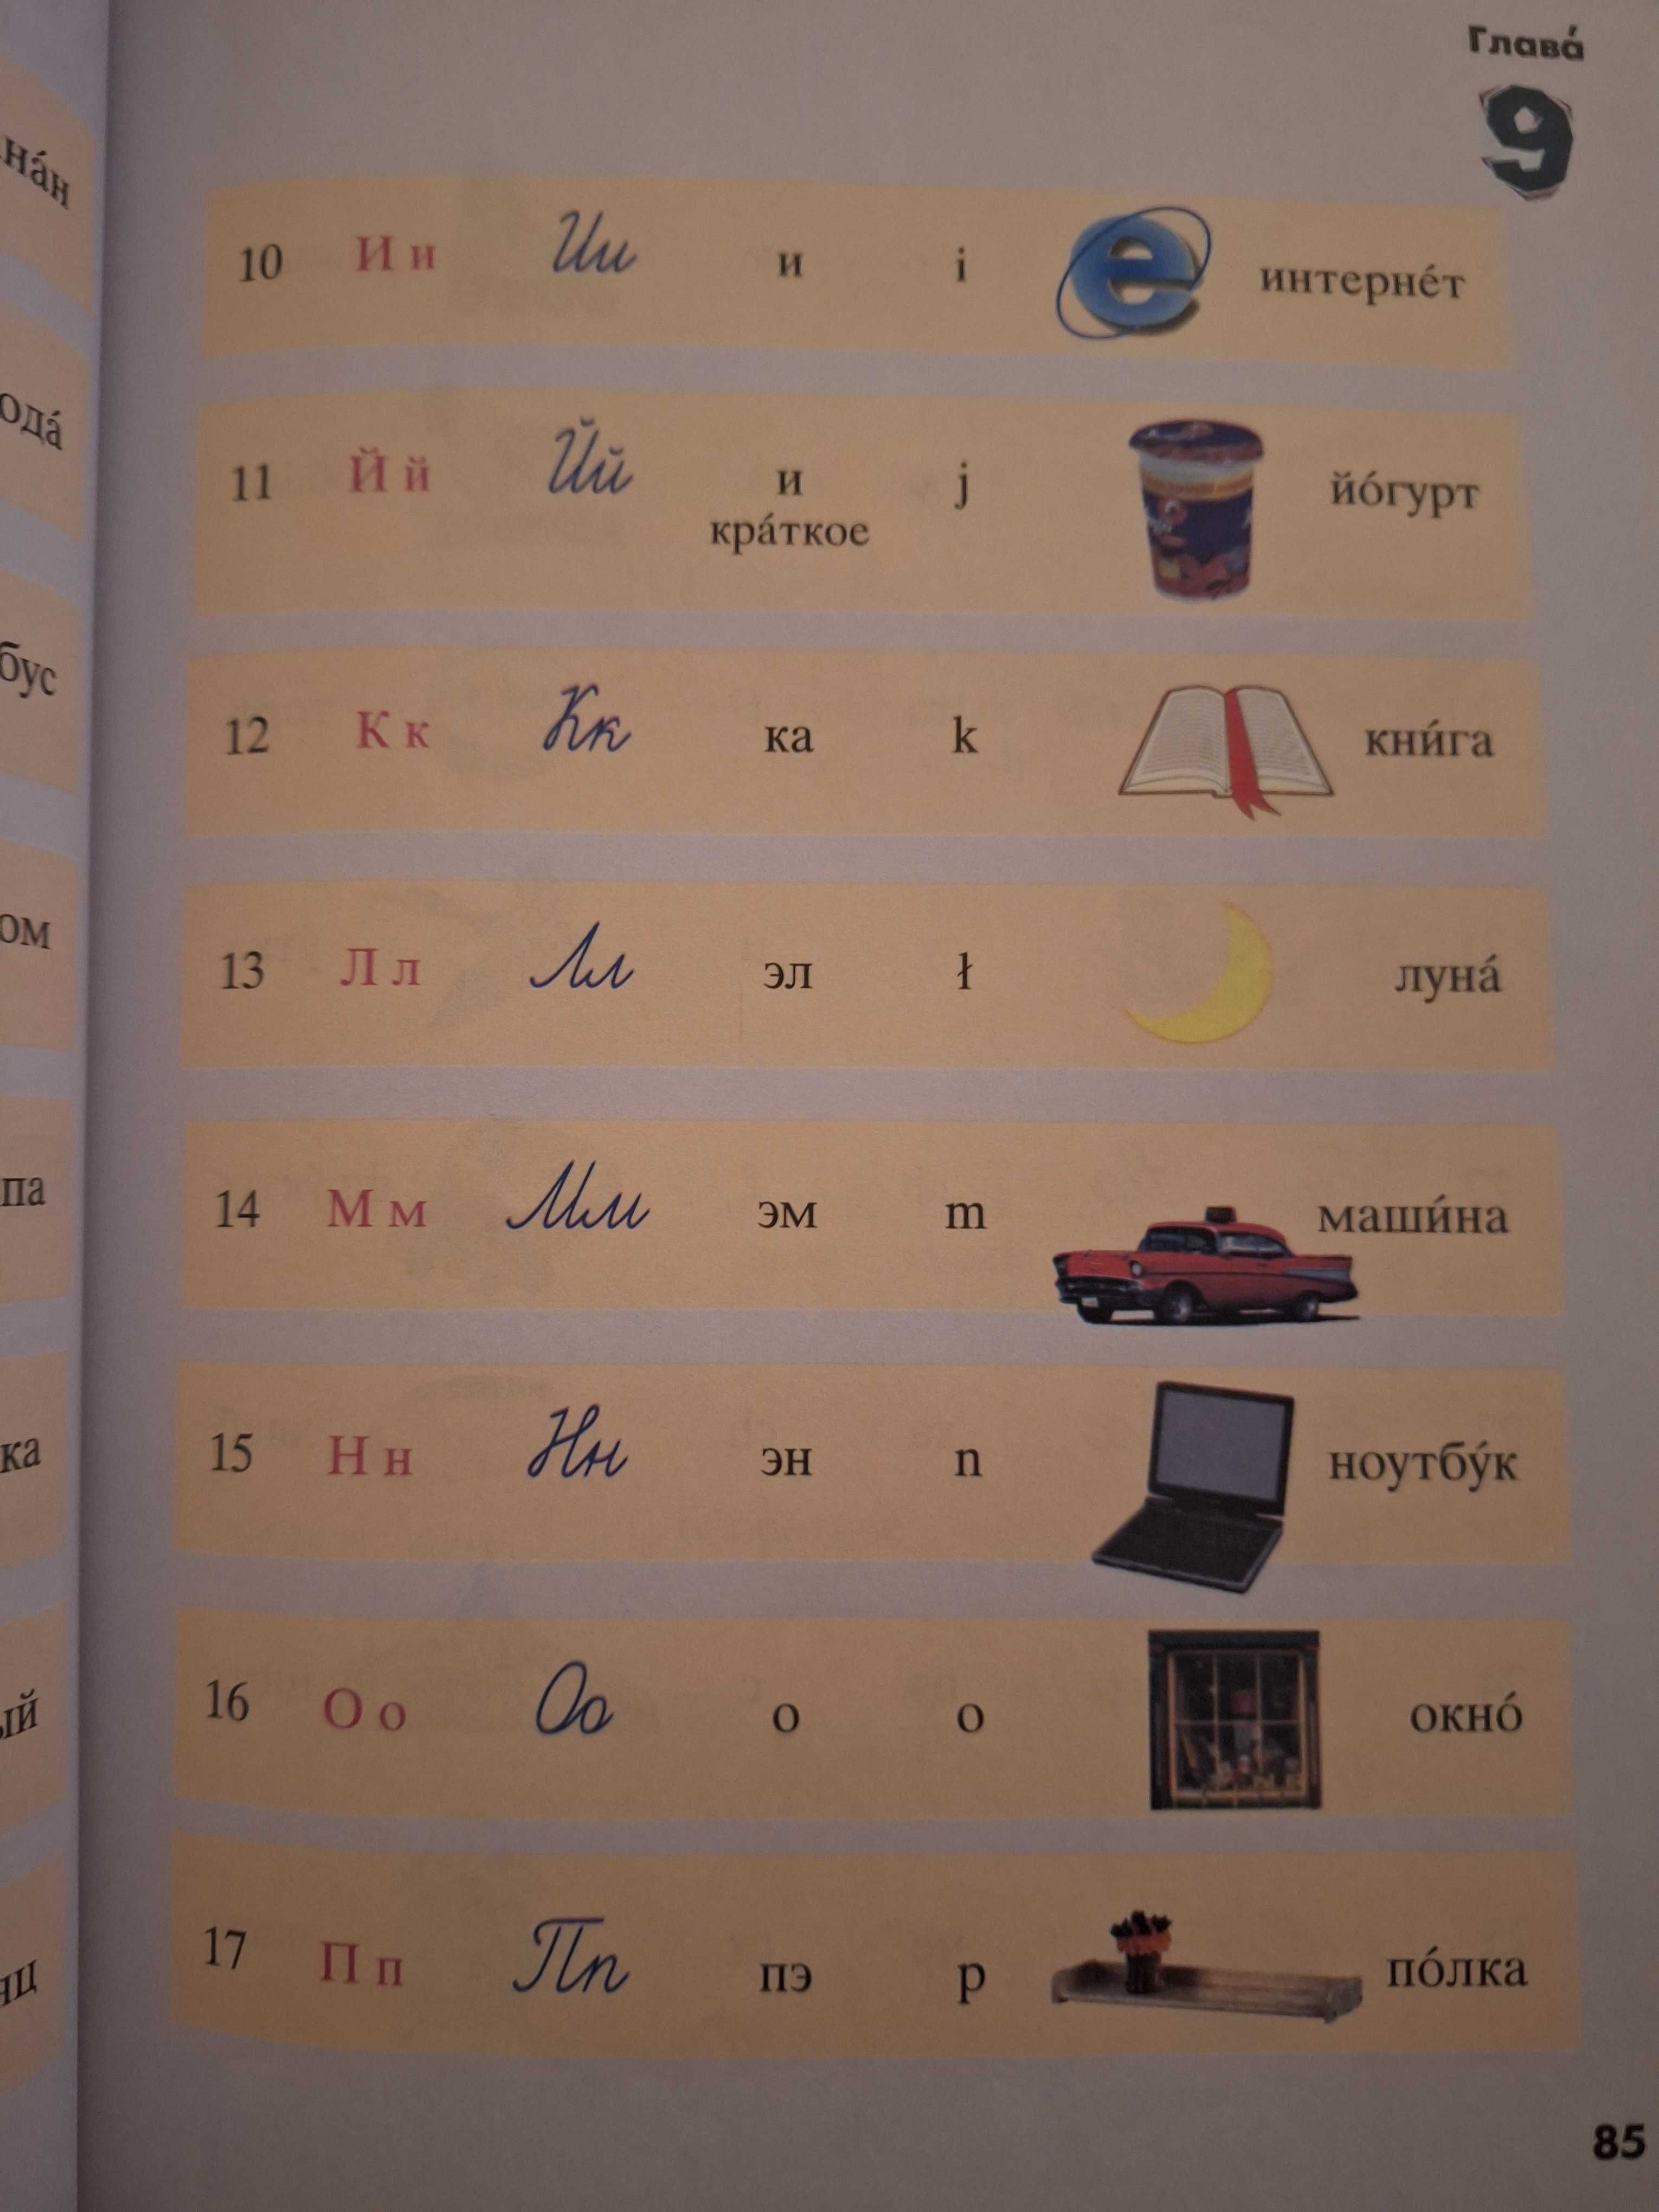 Глава́
9
10 И и Ии и i интерне́т
11 Й й Йй и кра́ткое j йо́гурт
12 К к Кк ка k кни́га
13 Л л Лл эл ł луна́
14 М м Мм эм m маши́на
15 Н н Нн эн n ноутбу́к
16 О о Оо о о окно́
17 П п Пп пэ p по́лка
85